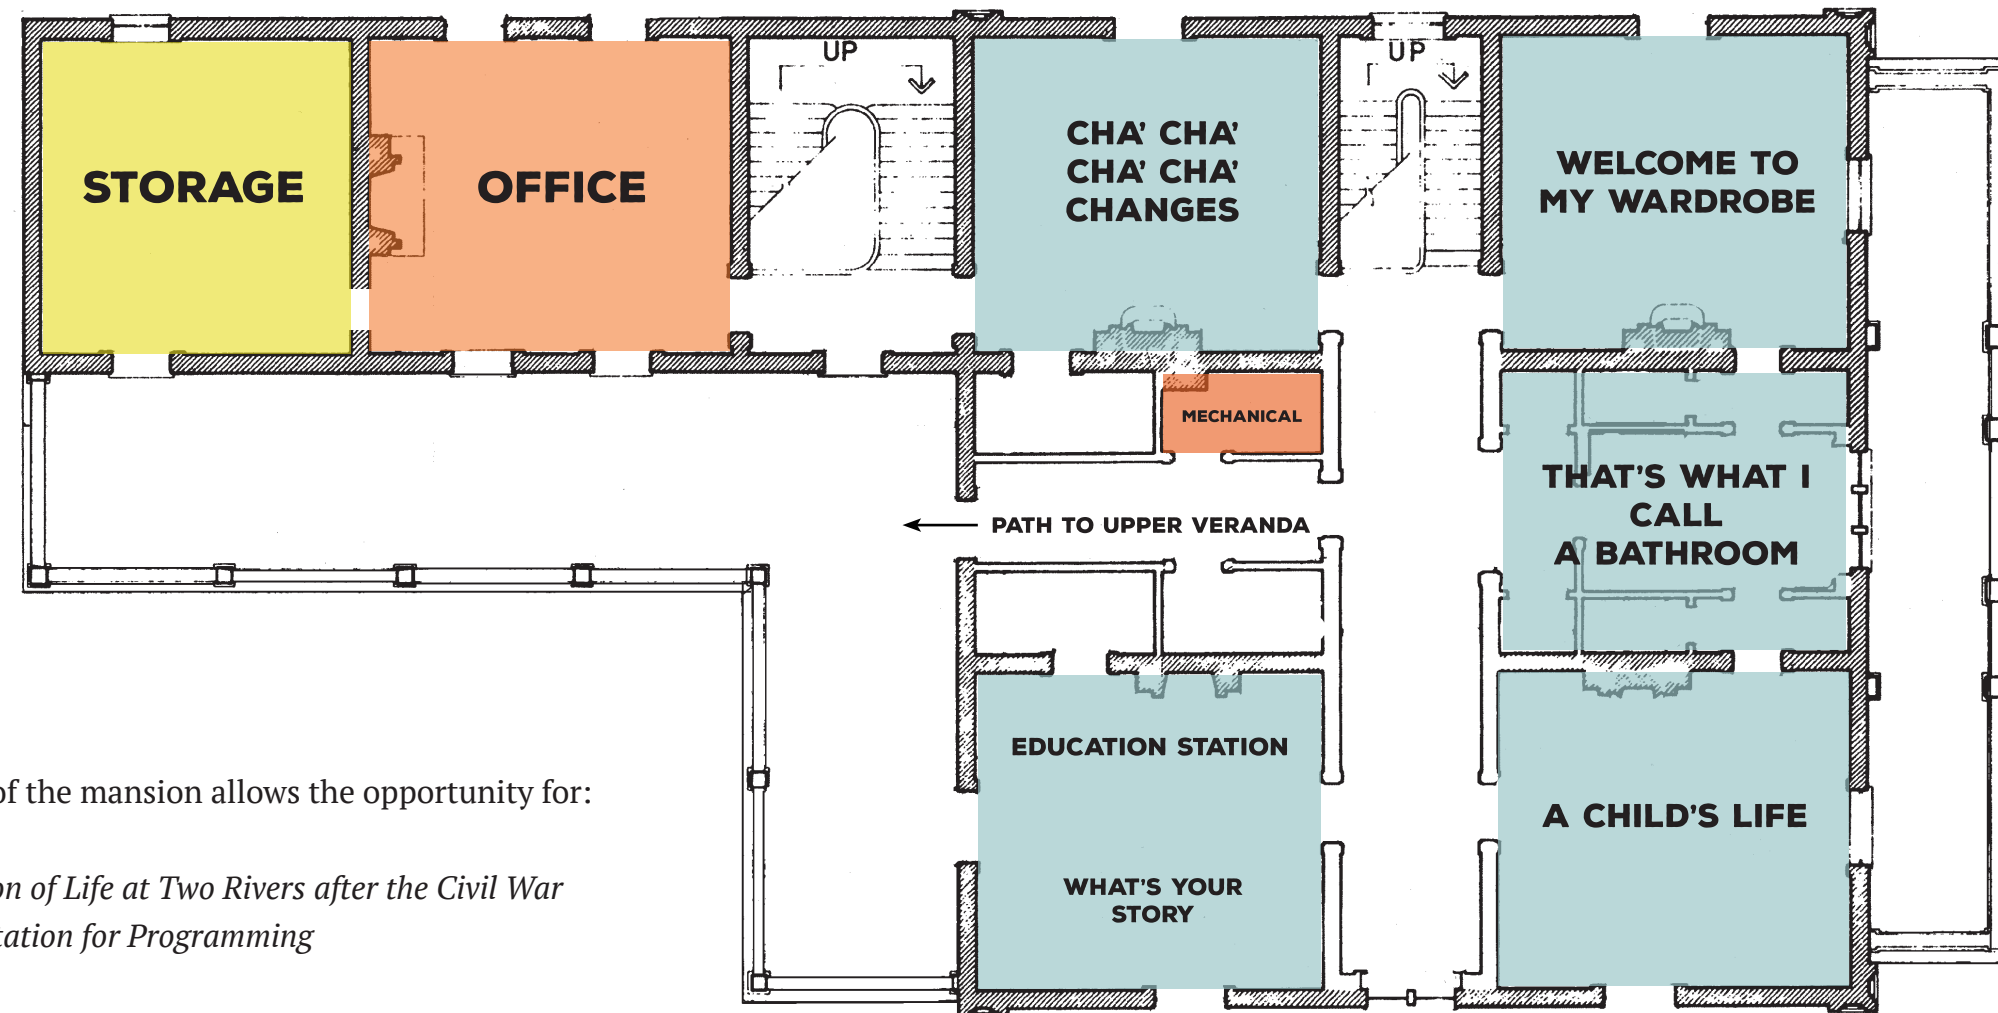 UP
UP
STORAGE
OFFICE
CHA’ CHA’
CHA’ CHA’
CHANGES
WELCOME TO
MY WARDROBE
MECHANICAL
THAT’S WHAT I
CALL
A BATHROOM
PATH TO UPPER VERANDA
EDUCATION STATION
WHAT’S YOUR
STORY
A CHILD’S LIFE
of the mansion allows the opportunity for:
on of Life at Two Rivers after the Civil War
tation for Programming